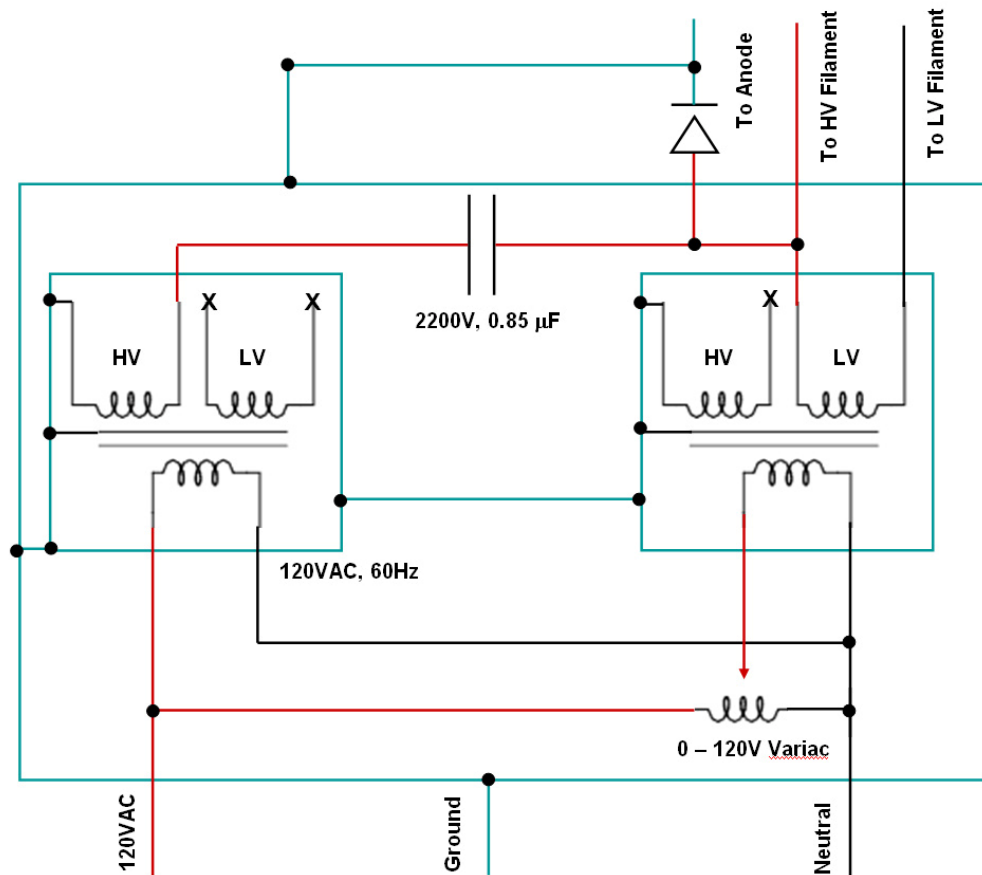 To Anode
To HV Filament
To LV Filament
X
X
X
2200V, 0.85 μF
HV
LV
HV
LV
120VAC, 60Hz
0 – 120V Variac
120VAC
Ground
Neutral